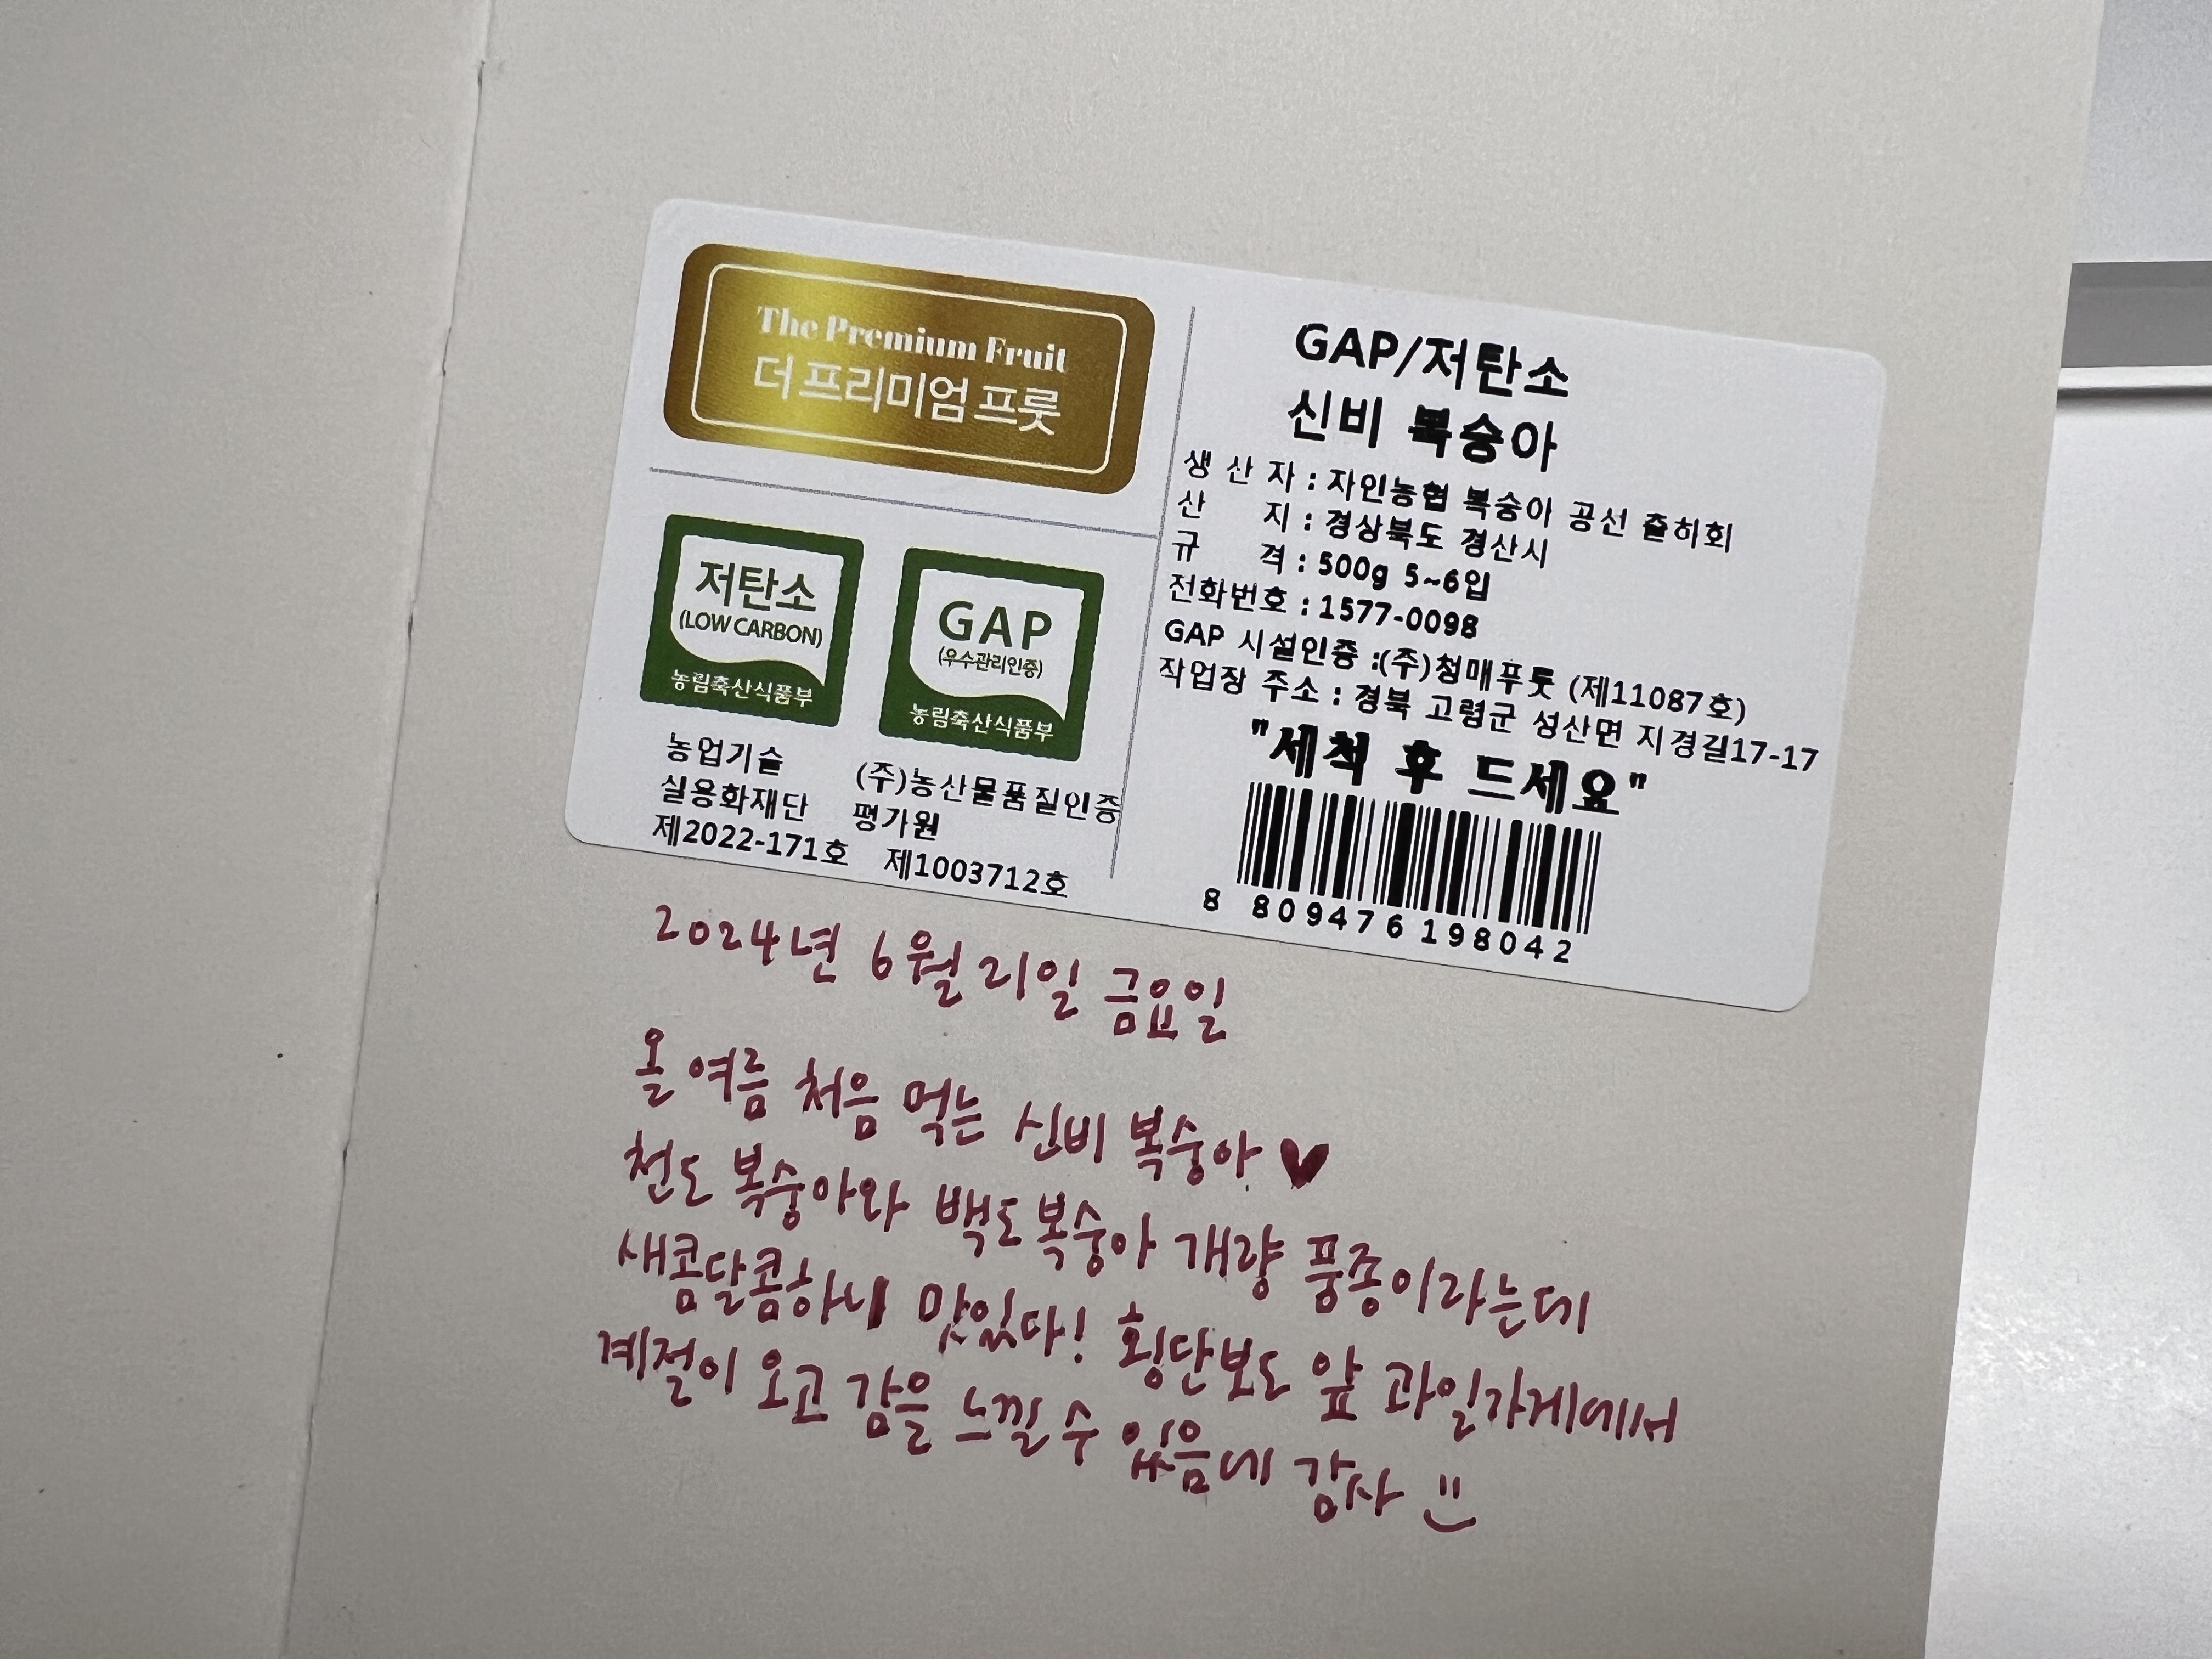 The Premium Fruit
더 프리미엄 프룻
저탄소
(LOW CARBON)
농림축산식품부
GAP
(우수관리인증)
농림축산식품부
농업기술
실용화재단
제2022-171호
(주)농산물품질인증
평가원
제1003712호
GAP/저탄소
신비 복숭아
생 산 자 : 자인농협 복숭아 공선 출하회
산 지 : 경상북도 경산시
규 격 : 500g 5~6입
전화번호 : 1577-0098
GAP 시설인증 :(주)청매푸룻 (제11087호)
작업장 주소 : 경북 고령군 성산면 지경길17-17
"세척 후 드세요"
8 809476 198042
2024년 6월 21일 금요일
올 여름 처음 먹는 신비 복숭아 ♥
천도 복숭아와 백도복숭아 개량 품종이라는데
새콤달콤하니 맛있다! 횡단보도 앞 과일가게에서
계절이 오고 감을 느낄 수 있음에 감사